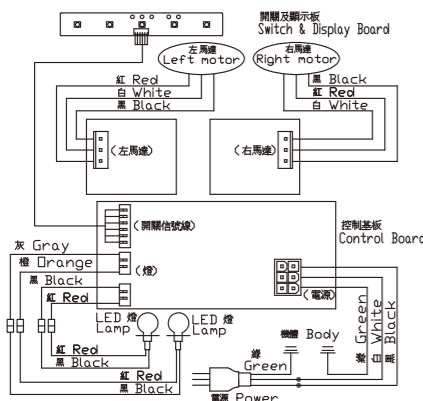 開關及顯示板
Switch & Display Board
左馬達
Left motor
右馬達
Right motor
紅 Red
白 White
黑 Black
黑 Black
紅 Red
白 White
(左馬達)
(右馬達)
控制基板
Control Board
(開關信號線)
灰 Gray
橙 Orange
(燈)
黑 Black
紅 Red
(電源)
LED 燈
Lamp
LED 燈
Lamp
機體 Body
綠 Green
綠 Green
白 White
黑 Black
紅 Red
黑 Black
紅 Red
黑 Black
電源 Power